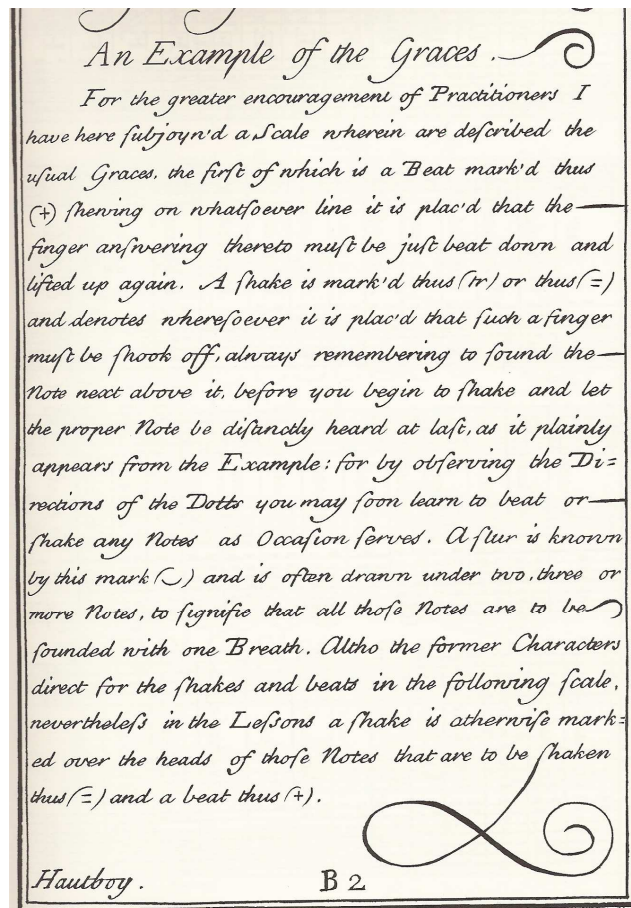 An Example of the Graces.
For the greater encouragement of Practitioners I
have here ſubjoyn'd a Scale wherein are deſcribed the
uſual Graces, the firſt of which is a Beat mark'd thus
(+) ſhewing on whatſoever line it is plac'd that the
finger anſwering thereto muſt be juſt beat down and
lifted up again. A ſhake is mark'd thus (tr) or thus (=)
and denotes whereſoever it is plac'd that ſuch a finger
muſt be ſhook off, always remembering to ſound the
Note next above it, before you begin to ſhake and let
the proper Note be diſtanctly heard at laſt, as it plainly
appears from the Example: for by obſerving the Di=
rections of the Dotts you may ſoon learn to beat or
ſhake any Notes as Occaſion ſerves. A ſlur is known
by this mark (‿) and is often drawn under two, three or
more Notes, to ſignifie that all thoſe Notes are to be
ſounded with one Breath. Altho the former Characters
direct for the ſhakes and beats in the following ſcale,
nevertheleſs in the Leſsons a ſhake is otherwiſe mark=
ed over the heads of thoſe Notes that are to be ſhaken
thus (=) and a beat thus (+).
Hautboy. B 2